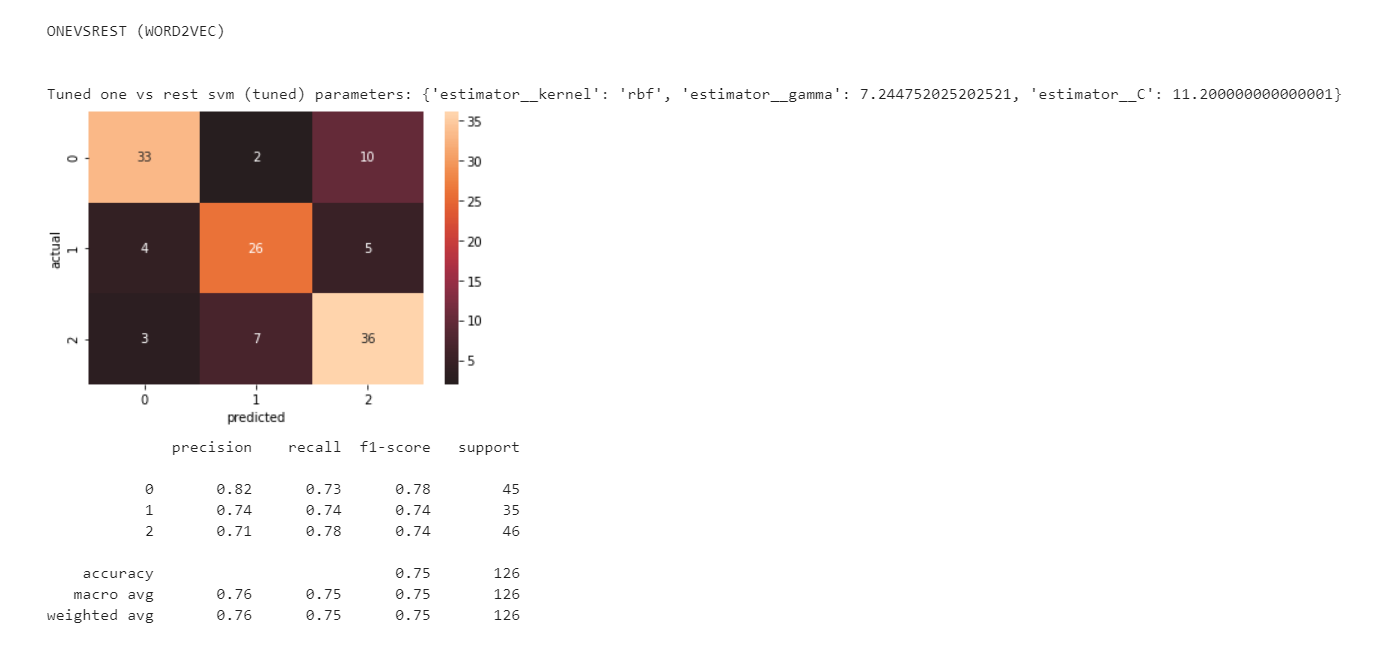 ONEVSREST (WORD2VEC)
Tuned one vs rest svm (tuned) parameters: {'estimator__kernel': 'rbf', 'estimator__gamma': 7.244752025202521, 'estimator__C': 11.200000000000001}
35
0 33 2 10
30
25
actual 1 4 26 5
20
15
10
2 3 7 36
5
0 1 2
predicted
precision recall f1-score support
0 0.82 0.73 0.78 45
1 0.74 0.74 0.74 35
2 0.71 0.78 0.74 46
accuracy 0.75 126
macro avg 0.76 0.75 0.75 126
weighted avg 0.76 0.75 0.75 126